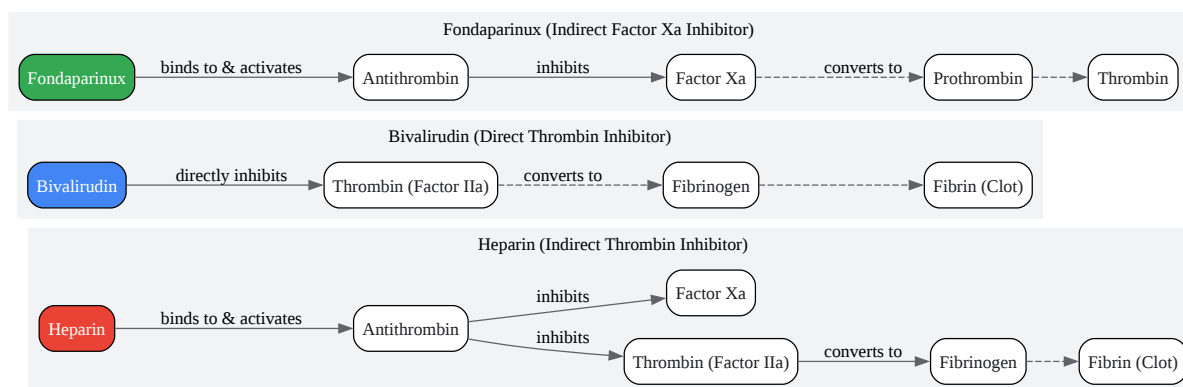 Fondaparinux (Indirect Factor Xa Inhibitor)
Fondaparinux
binds to & activates
Antithrombin
inhibits
Factor Xa
converts to
Prothrombin
Thrombin
Bivalirudin (Direct Thrombin Inhibitor)
Bivalirudin
directly inhibits
Thrombin (Factor IIa)
converts to
Fibrinogen
Fibrin (Clot)
Heparin (Indirect Thrombin Inhibitor)
Heparin
binds to & activates
Antithrombin
inhibits
Factor Xa
inhibits
Thrombin (Factor IIa)
converts to
Fibrinogen
Fibrin (Clot)